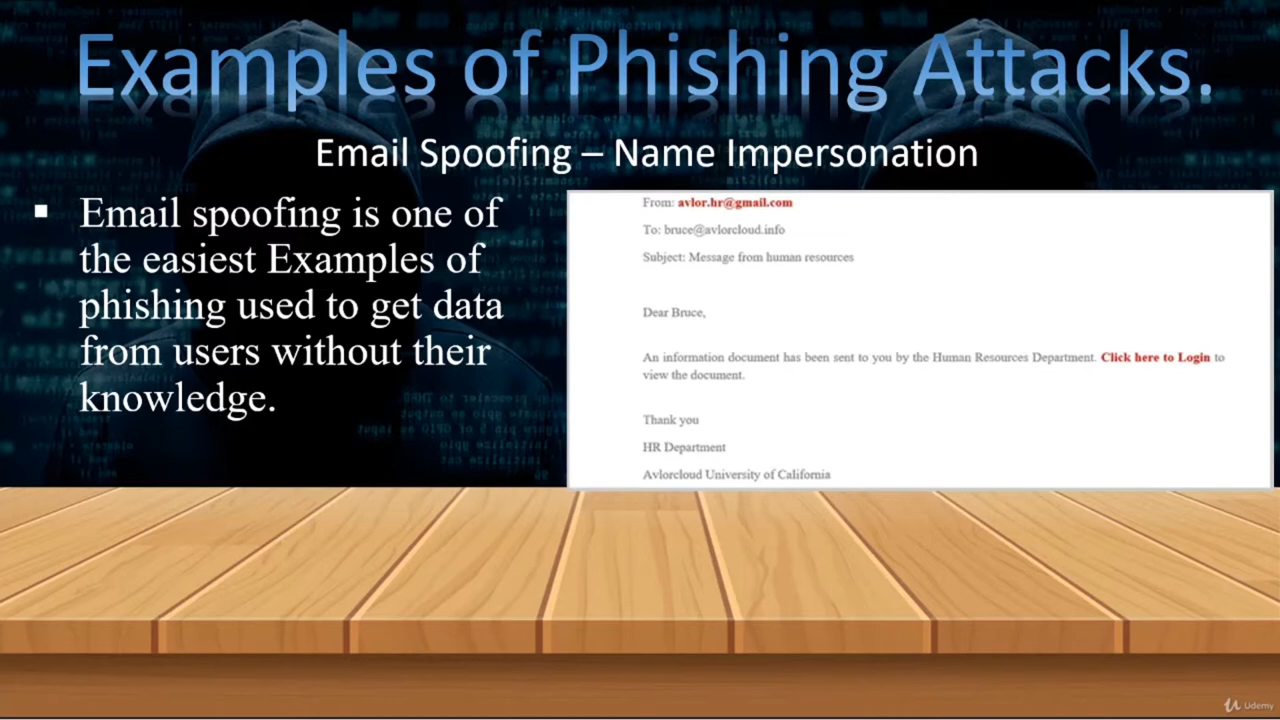 Examples of Phishing Attacks.
Email Spoofing – Name Impersonation
▪ Email spoofing is one of
the easiest Examples of
phishing used to get data
from users without their
knowledge.
From: avlor.hr@gmail.com
To: bruce@avlorcloud.info
Subject: Message from human resources
Dear Bruce,
An information document has been sent to you by the Human Resources Department. Click here to Login to
view the document.
Thank you
HR Department
Avlorcloud University of California
Udemy